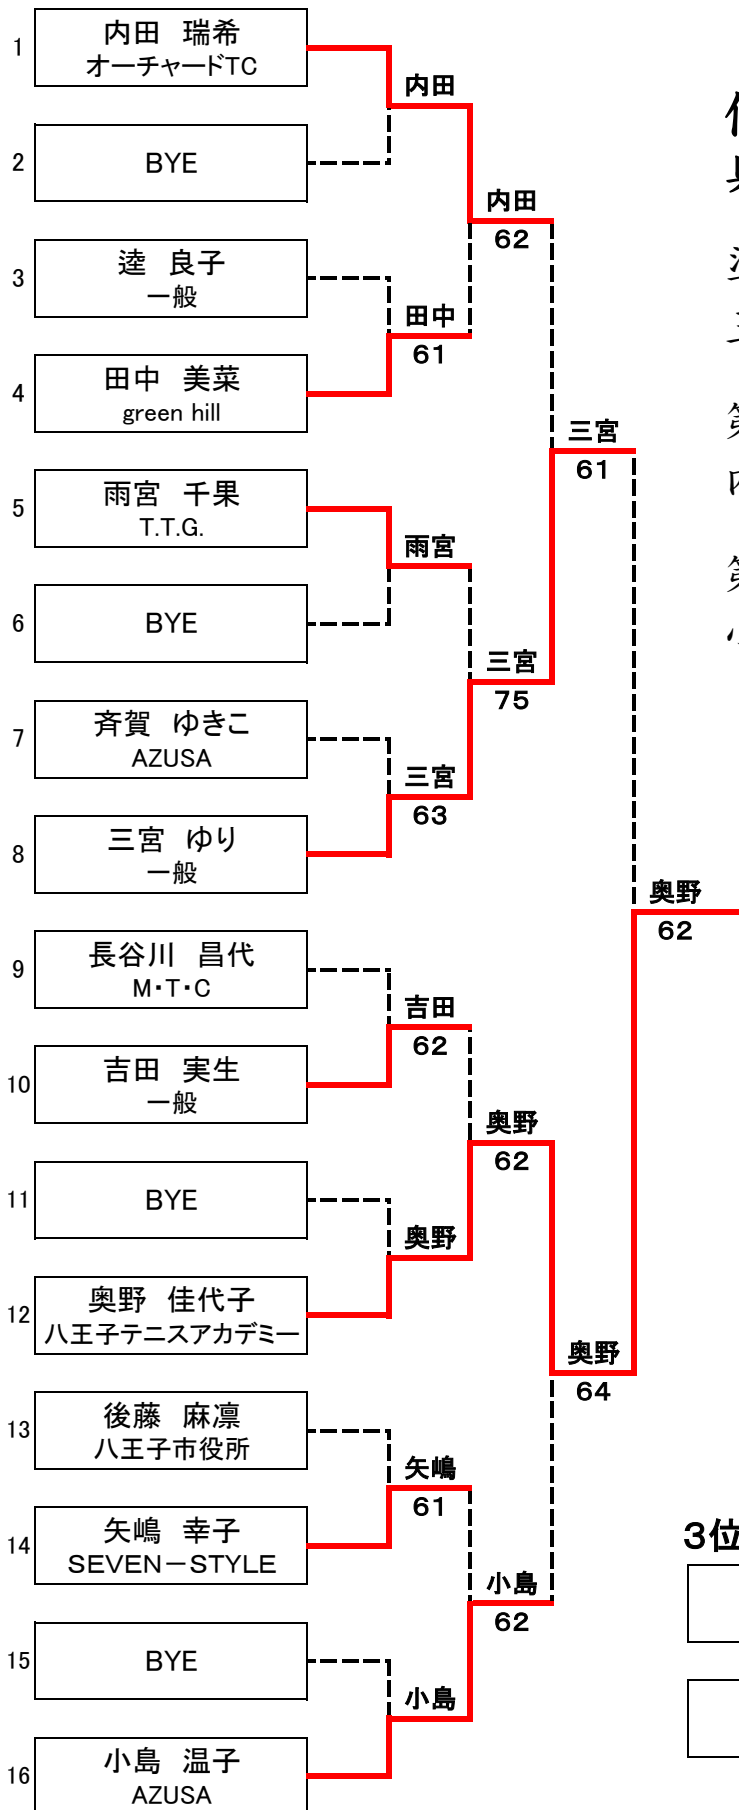 1
内田　瑞希
オーチャードTC
内田
2
BYE
内田
62
3
逵　良子
一般
田中
61
4
田中　美菜
green hill
三宮
61
5
雨宮　千果
T.T.G.
雨宮
6
BYE
三宮
75
7
斉賀　ゆきこ
AZUSA
三宮
63
8
三宮　ゆり
一般
奥野
62
9
長谷川　昌代
M・T・C
吉田
62
10
吉田　実生
一般
奥野
62
11
BYE
奥野
12
奥野　佳代子
八王子テニスアカデミー
奥野
64
13
後藤　麻凛
八王子市役所
矢嶋
61
14
矢嶋　幸子
SEVEN－STYLE
3位
小島
62
15
BYE
小島
16
小島　温子
AZUSA